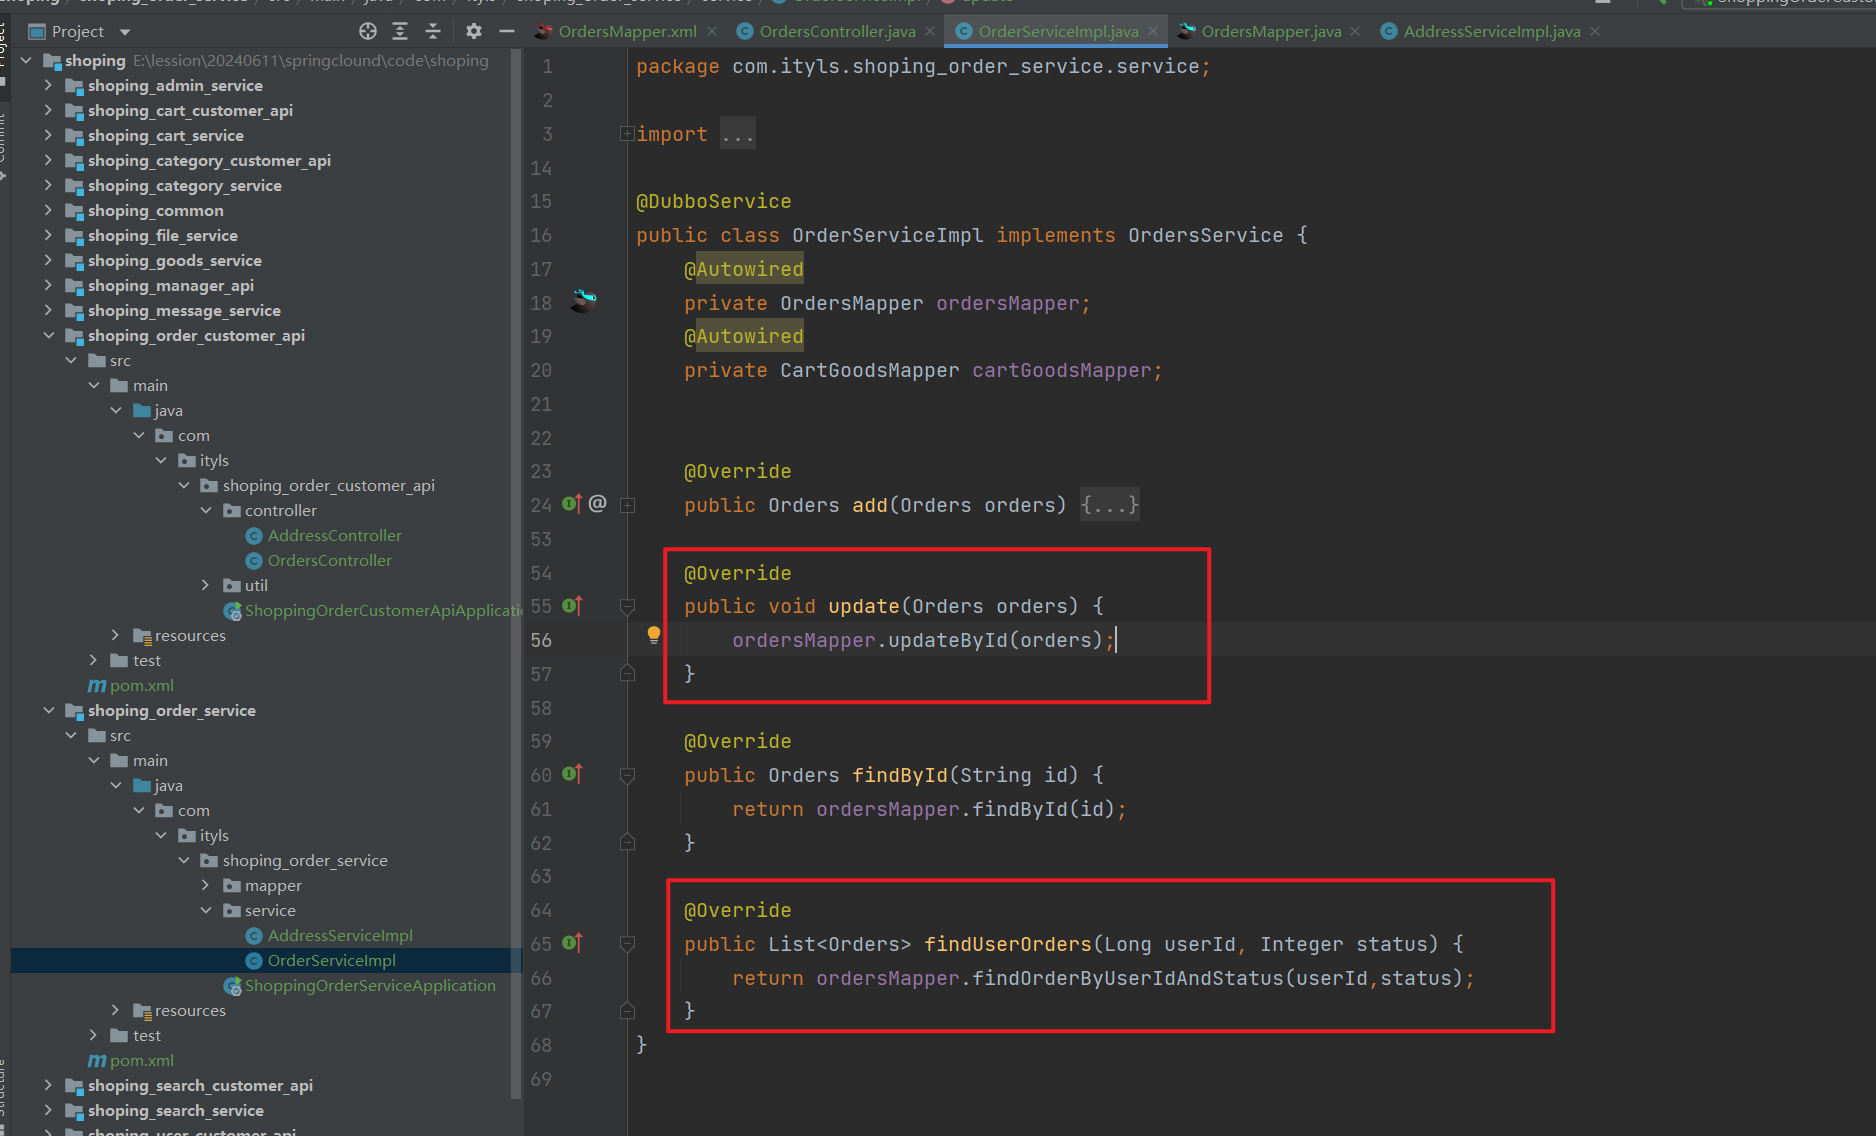 Project
OrdersMapper.xml
OrdersController.java
OrderServiceImpl.java
OrdersMapper.java
AddressServiceImpl.java
shoping E:\lession\20240611\springclound\code\shoping
shoping_admin_service
shoping_cart_customer_api
shoping_cart_service
shoping_category_customer_api
shoping_category_service
shoping_common
shoping_file_service
shoping_goods_service
shoping_manager_api
shoping_message_service
shoping_order_customer_api
src
main
java
com
ityls
shoping_order_customer_api
controller
AddressController
OrdersController
util
ShoppingOrderCustomerApiApplicatio
resources
test
pom.xml
shoping_order_service
src
main
java
com
ityls
shoping_order_service
mapper
service
AddressServiceImpl
OrderServiceImpl
ShoppingOrderServiceApplication
resources
test
pom.xml
shoping_search_customer_api
shoping_search_service
shoping_user_customer_api
1 package com.ityls.shoping_order_service.service;
2
3 import ...
14
15 @DubboService
16 public class OrderServiceImpl implements OrdersService {
17 @Autowired
18 private OrdersMapper ordersMapper;
19 @Autowired
20 private CartGoodsMapper cartGoodsMapper;
21
22
23 @Override
24 @ public Orders add(Orders orders) {...}
53
54 @Override
55 public void update(Orders orders) {
56 ordersMapper.updateById(orders);
57 }
58
59 @Override
60 public Orders findById(String id) {
61 return ordersMapper.findById(id);
62 }
63
64 @Override
65 public List<Orders> findUserOrders(Long userId, Integer status) {
66 return ordersMapper.findOrderByUserIdAndStatus(userId,status);
67 }
68 }
69